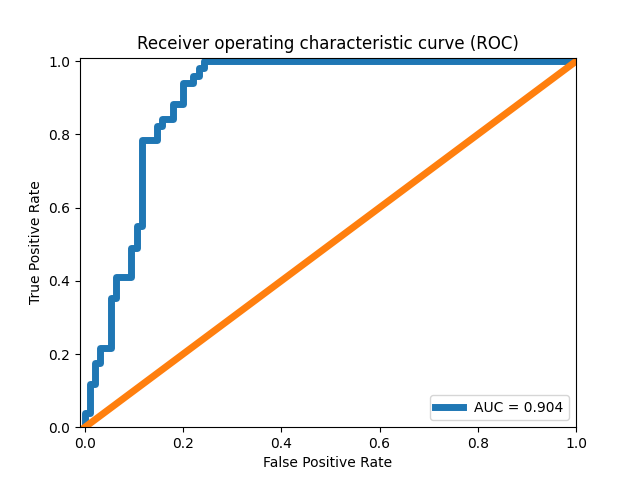 Receiver operating characteristic curve (ROC)
1.0
0.8
0.6
0.4
0.2
0.0
True Positive Rate
AUC = 0.904
0.0 0.2 0.4 0.6 0.8 1.0
False Positive Rate